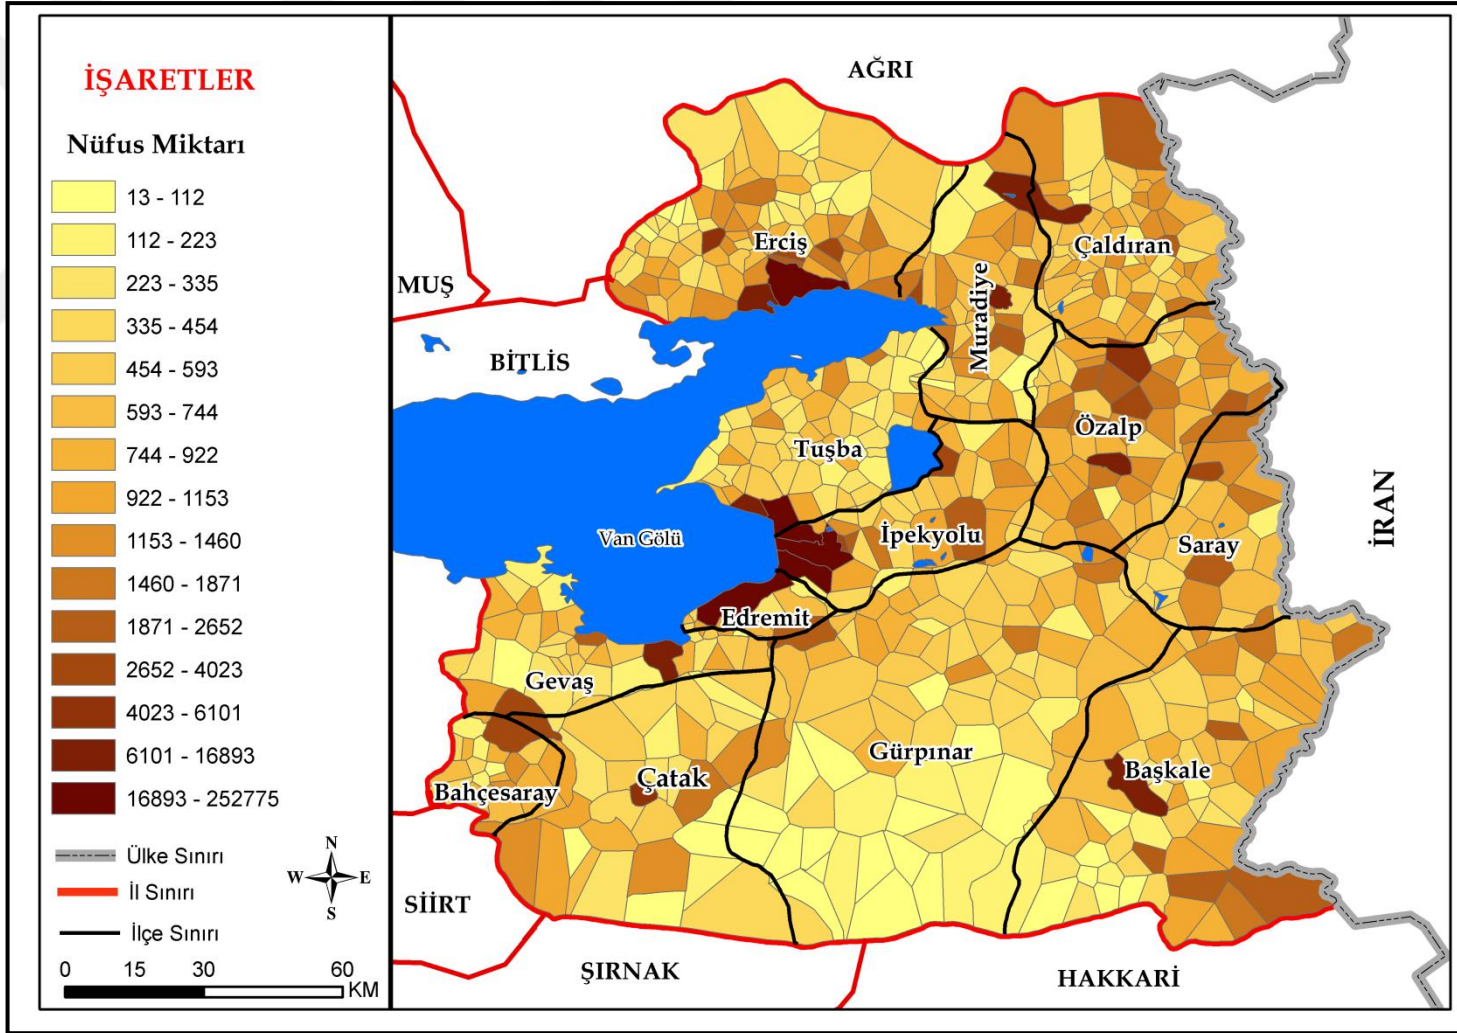 İŞARETLER
Nüfus Miktarı
13 - 112
112 - 223
223 - 335
335 - 454
454 - 593
593 - 744
744 - 922
922 - 1153
1153 - 1460
1460 - 1871
1871 - 2652
2652 - 4023
4023 - 6101
6101 - 16893
16893 - 252775
Ülke Sınırı
İl Sınırı
İlçe Sınırı
N
W E
S
0 15 30 60
KM
AĞRI
MUŞ
BİTLİS
SİİRT
ŞIRNAK
HAKKARİ
İRAN
Erciş
Çaldıran
Muradiye
Özalp
Tuşba
Van Gölü
İpekyolu
Saray
Edremit
Gevaş
Gürpınar
Çatak
Başkale
Bahçesaray